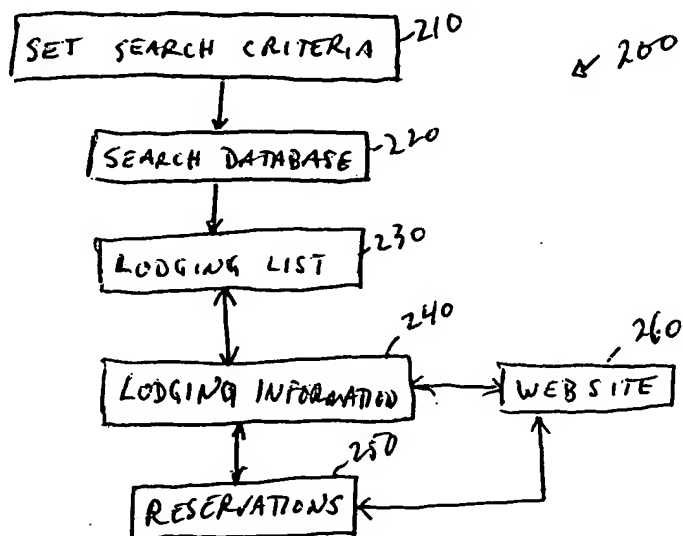 SET SEARCH CRITERIA 210
200
SEARCH DATABASE 220
LODGING LIST 230
240
260
LODGING INFORMATION
WEBSITE
250
RESERVATIONS